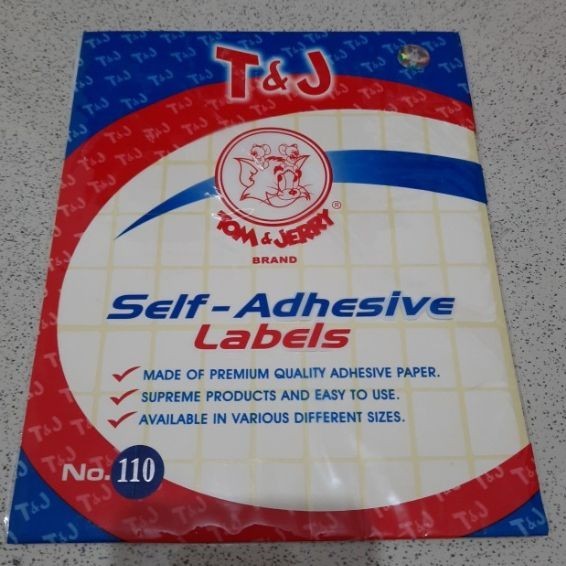 T&J
TOM & JERRY®
BRAND
Self-Adhesive
Labels
MADE OF PREMIUM QUALITY ADHESIVE PAPER.
SUPREME PRODUCTS AND EASY TO USE.
AVAILABLE IN VARIOUS DIFFERENT SIZES.
No. 110